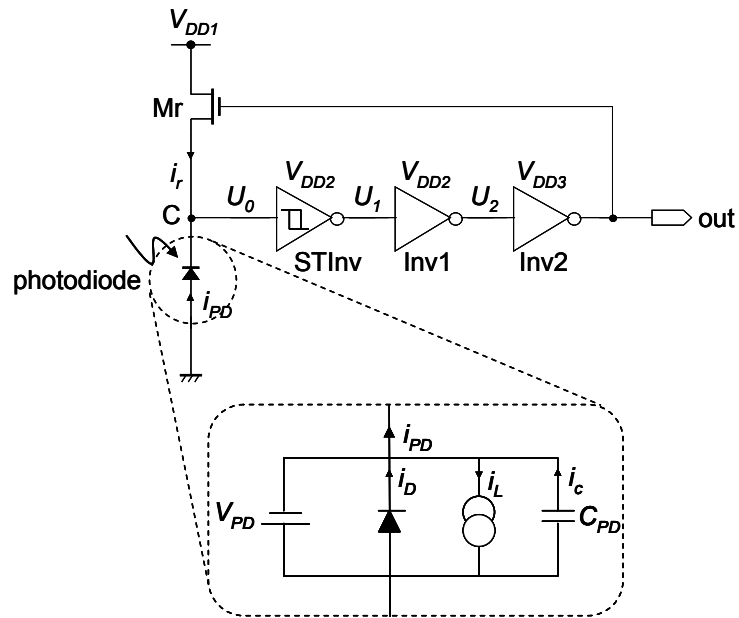 V_DD1
Mr
i_r
V_DD2 V_DD2 V_DD3
C U_0 U_1 U_2 out
STInv Inv1 Inv2
photodiode
i_PD
i_PD
i_D i_L i_c
V_PD C_PD